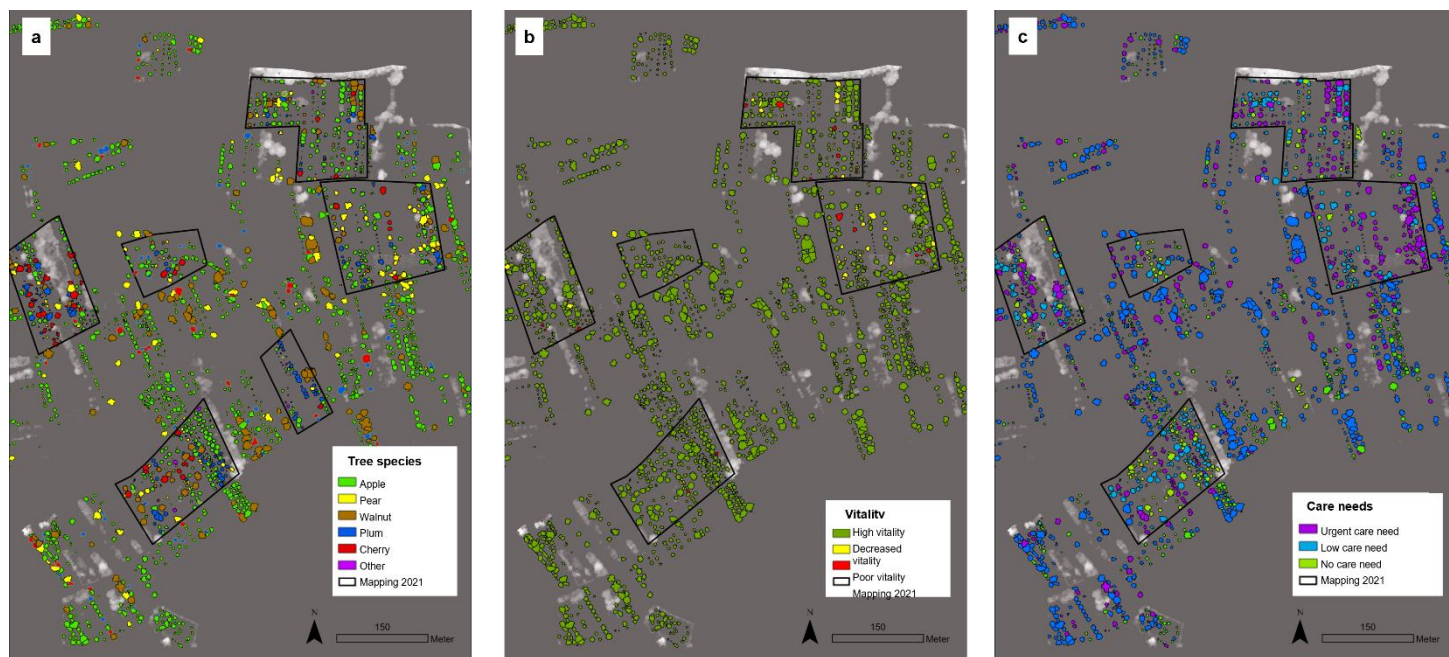 a
Tree species
Apple
Pear
Walnut
Plum
Cherry
Other
Mapping 2021
N
150
Meter
b
Vitality
High vitality
Decreased
vitality
Poor vitality
Mapping 2021
N
150
Meter
c
Care needs
Urgent care need
Low care need
No care need
Mapping 2021
N
150
Meter